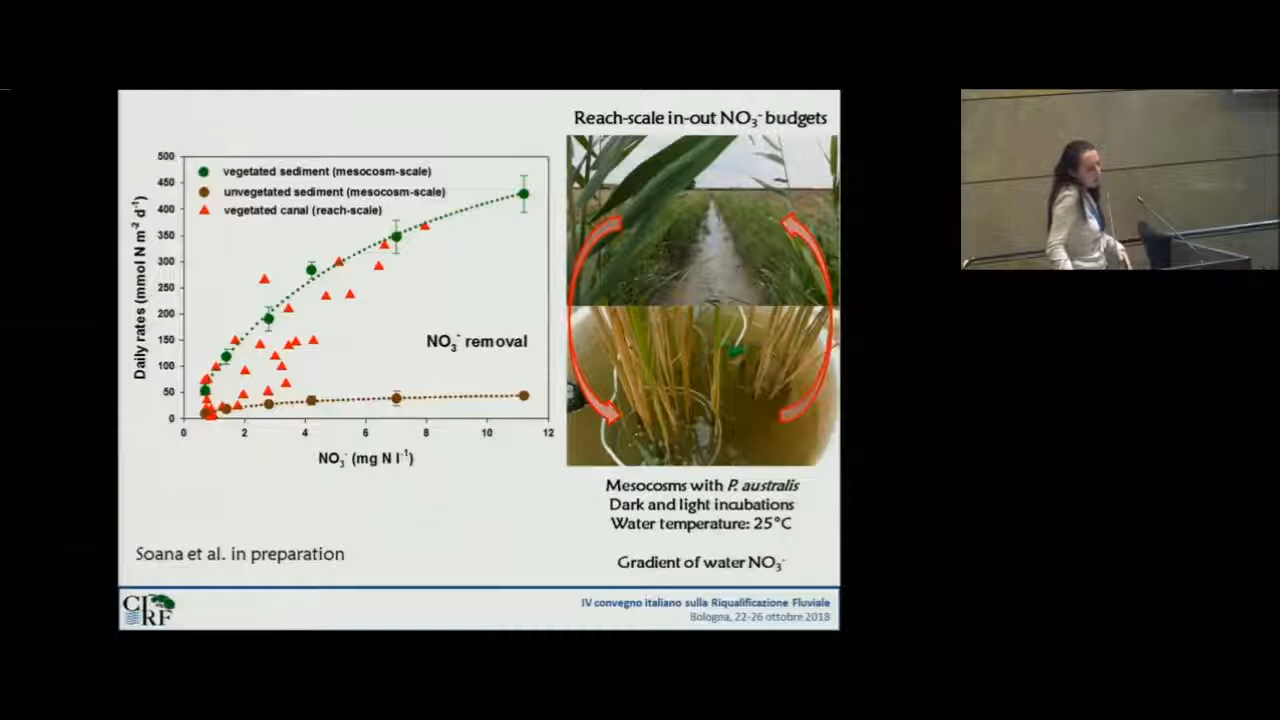 Reach-scale in-out NO₃⁻ budgets
500
450
400
350
300
250
200
150
100
50
0
Daily rates (mmol N m⁻² d⁻¹)
vegetated sediment (mesocosm-scale)
unvegetated sediment (mesocosm-scale)
vegetated canal (reach-scale)
NO₃⁻ removal
0 2 4 6 8 10 12
NO₃⁻ (mg N l⁻¹)
Mesocosms with P. australis
Dark and light incubations
Water temperature: 25°C
Gradient of water NO₃⁻
Soana et al. in preparation
CIRF
IV convegno italiano sulla Riqualificazione Fluviale
Bologna, 22-26 ottobre 2018